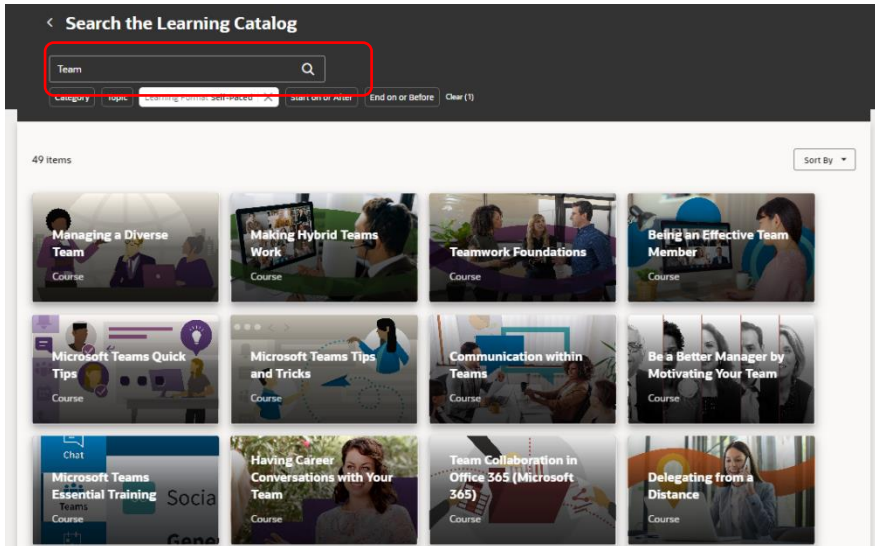 Search the Learning Catalog
Team
Category Topic Learning Format Self-Paced Start on or After End on or Before Clear (1)
49 items
Sort By
Managing a Diverse
Team
Course
Making Hybrid Teams
Work
Course
Teamwork Foundations
Course
Being an Effective Team
Member
Course
Microsoft Teams Quick
Tips
Course
Microsoft Teams Tips
and Tricks
Course
Communication within
Teams
Course
Be a Better Manager by
Motivating Your Team
Course
Chat
Microsoft Teams
Essential Training
Teams
Socia
Course
Gene
Having Career
Conversations with Your
Team
Course
Team Collaboration in
Office 365 (Microsoft
365)
Course
Delegating from a
Distance
Course